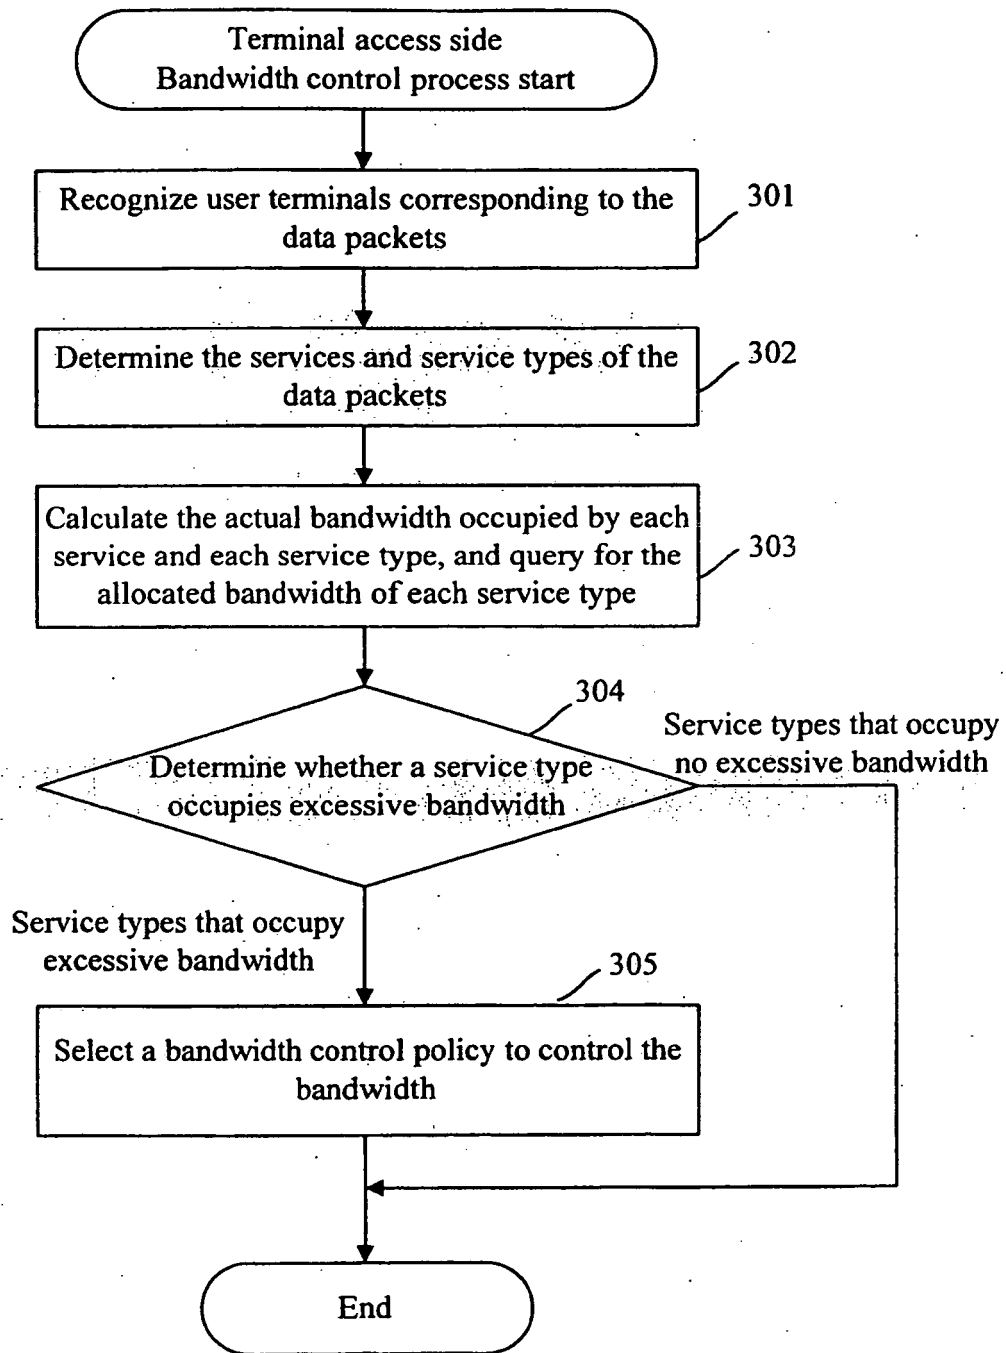 Terminal access side
Bandwidth control process start
Recognize user terminals corresponding to the
data packets
301
Determine the services and service types of the
data packets
302
Calculate the actual bandwidth occupied by each
service and each service type, and query for the
allocated bandwidth of each service type
303
304
Determine whether a service type
occupies excessive bandwidth
Service types that occupy
no excessive bandwidth
Service types that occupy
excessive bandwidth
305
Select a bandwidth control policy to control the
bandwidth
End